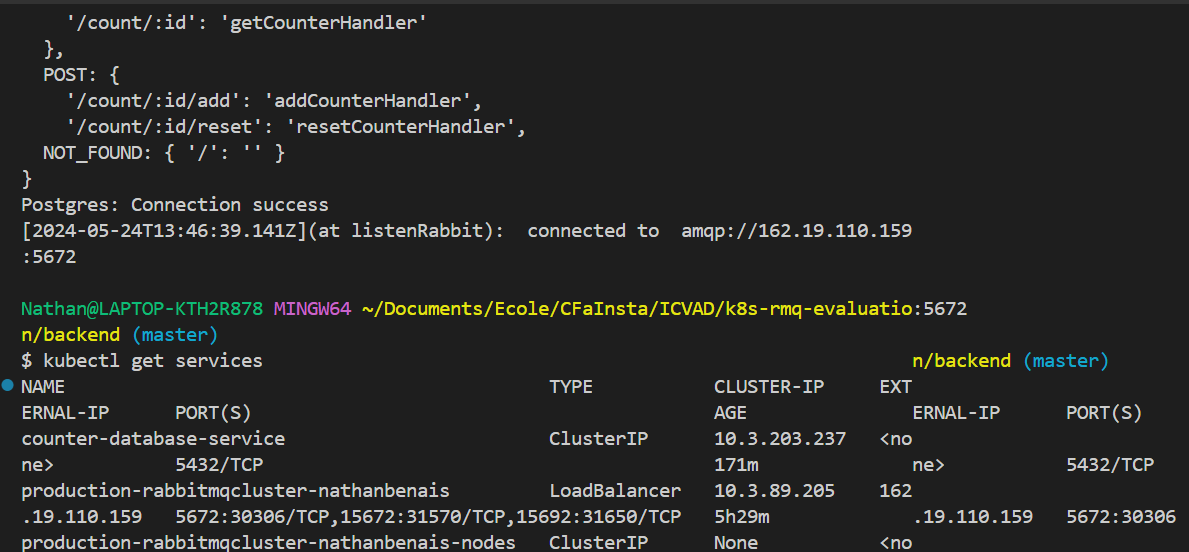 '/count/:id': 'getCounterHandler'
},
POST: {
'/count/:id/add': 'addCounterHandler',
'/count/:id/reset': 'resetCounterHandler',
NOT_FOUND: { '/': '' }
}
Postgres: Connection success
[2024-05-24T13:46:39.141Z](at listenRabbit):  connected to  amqp://162.19.110.159
:5672
Nathan@LAPTOP-KTH2R878 MINGW64 ~/Documents/Ecole/CFaInsta/ICVAD/k8s-rmq-evaluatio:5672
n/backend (master)
$ kubectl get services n/backend (master)
NAME TYPE CLUSTER-IP EXT
ERNAL-IP PORT(S) AGE ERNAL-IP PORT(S)
counter-database-service ClusterIP 10.3.203.237 <no
ne> 5432/TCP 171m ne> 5432/TCP
production-rabbitmqcluster-nathanbenais LoadBalancer 10.3.89.205 162
.19.110.159 5672:30306/TCP,15672:31570/TCP,15692:31650/TCP 5h29m .19.110.159 5672:30306
production-rabbitmqcluster-nathanbenais-nodes ClusterIP None <no